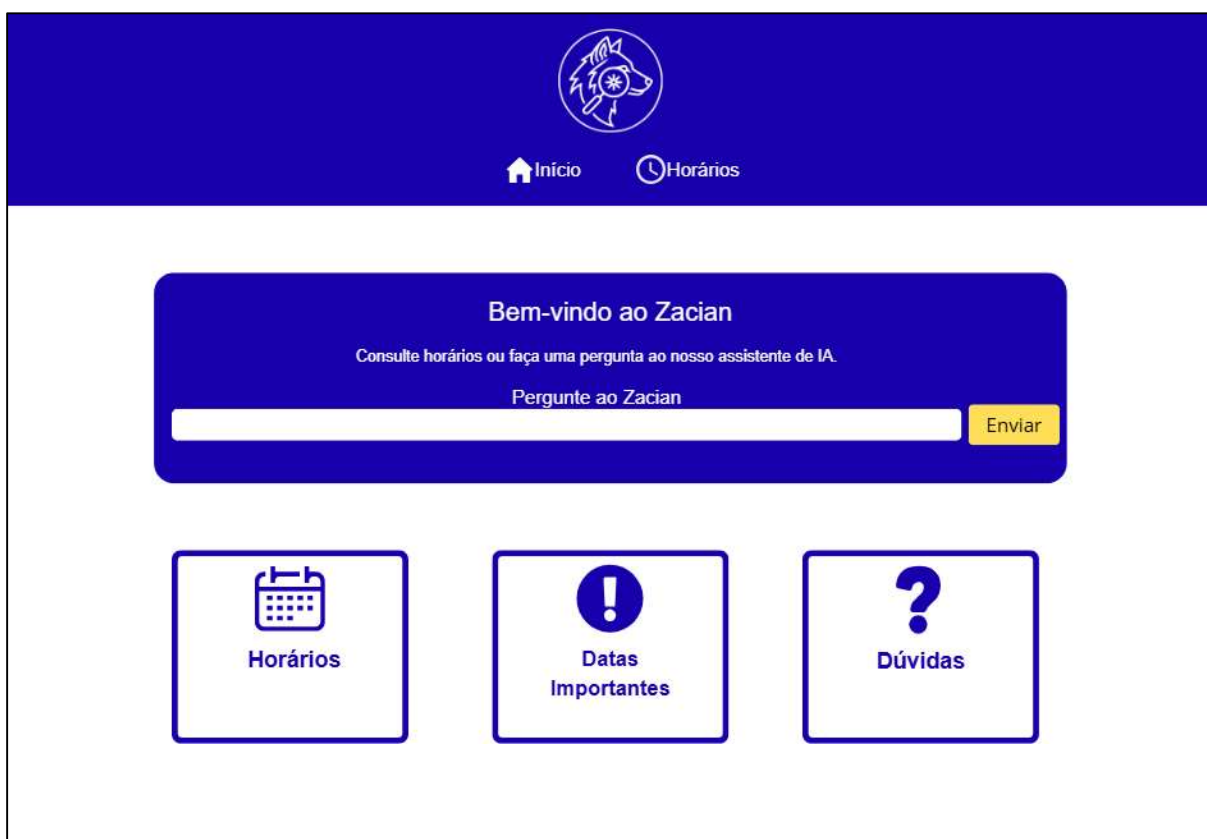 Início
Horários
Bem-vindo ao Zacian
Consulte horários ou faça uma pergunta ao nosso assistente de IA.
Pergunte ao Zacian
Enviar
Horários
Datas
Importantes
Dúvidas